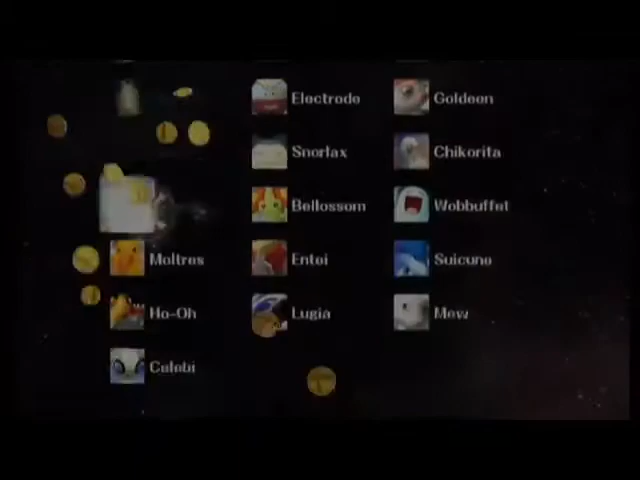 Electrode Goldeen
Snorlax Chikorita
Bellossom Wobbuffet
Moltres Entei Suicune
Ho-Oh Lugia Mew
Celebi